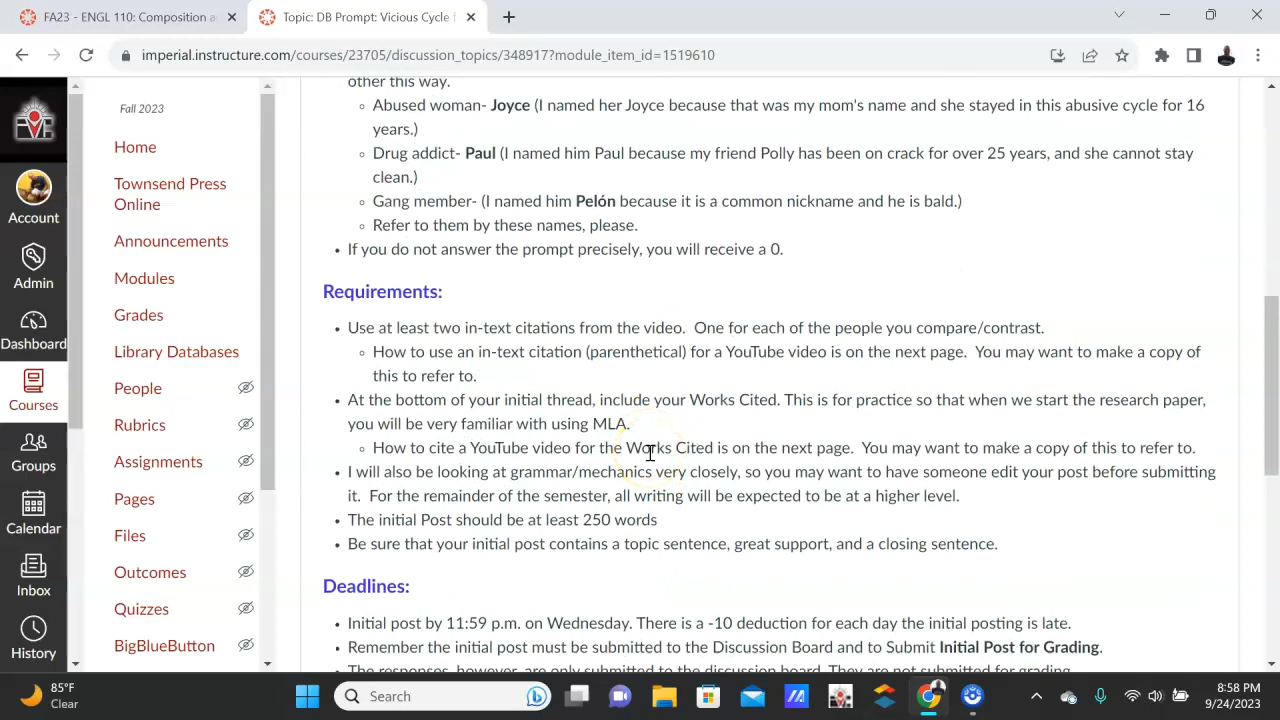 FA23 - ENGL 110: Composition a
Topic: DB Prompt: Vicious Cycle f
imperial.instructure.com/courses/23705/discussion_topics/348917?module_item_id=1519610
Account
Admin
Dashboard
Courses
Groups
Calendar
Inbox
History
Fall 2023
Home
Townsend Press
Online
Announcements
Modules
Grades
Library Databases
People
Rubrics
Assignments
Pages
Files
Outcomes
Quizzes
BigBlueButton
other this way.
Abused woman- Joyce (I named her Joyce because that was my mom's name and she stayed in this abusive cycle for 16
years.)
Drug addict- Paul (I named him Paul because my friend Polly has been on crack for over 25 years, and she cannot stay
clean.)
Gang member- (I named him Pelón because it is a common nickname and he is bald.)
Refer to them by these names, please.
If you do not answer the prompt precisely, you will receive a 0.
Requirements:
Use at least two in-text citations from the video. One for each of the people you compare/contrast.
How to use an in-text citation (parenthetical) for a YouTube video is on the next page. You may want to make a copy of
this to refer to.
At the bottom of your initial thread, include your Works Cited. This is for practice so that when we start the research paper,
you will be very familiar with using MLA.
How to cite a YouTube video for the Works Cited is on the next page. You may want to make a copy of this to refer to.
I will also be looking at grammar/mechanics very closely, so you may want to have someone edit your post before submitting
it. For the remainder of the semester, all writing will be expected to be at a higher level.
The initial Post should be at least 250 words
Be sure that your initial post contains a topic sentence, great support, and a closing sentence.
Deadlines:
Initial post by 11:59 p.m. on Wednesday. There is a -10 deduction for each day the initial posting is late.
Remember the initial post must be submitted to the Discussion Board and to Submit Initial Post for Grading.
The responses, however, are only submitted to the discussion board. They are not submitted for grading.
85°F
Clear
Search
8:58 PM
9/24/2023